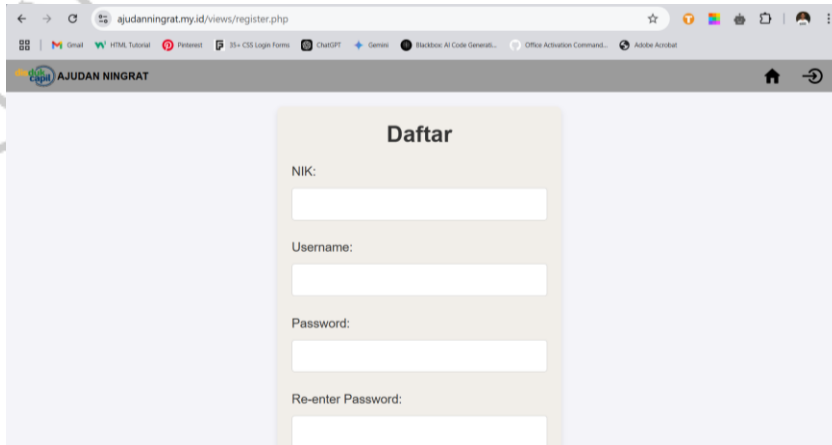 ajudanningrat.my.id/views/register.php
Gmail HTML Tutorial Pinterest 35+ CSS Login Forms ChatGPT Gemini Blackbox: AI Code Generati... Office Activation Command... Adobe Acrobat
AJUDAN NINGRAT
Daftar
NIK:
Username:
Password:
Re-enter Password: